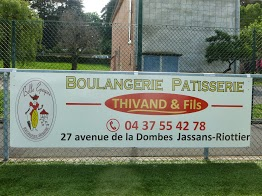 BOULANGERIE PATISSERIE
THIVAND & Fils
04 37 55 42 78
27 avenue de la Dombes Jassans-Riottier